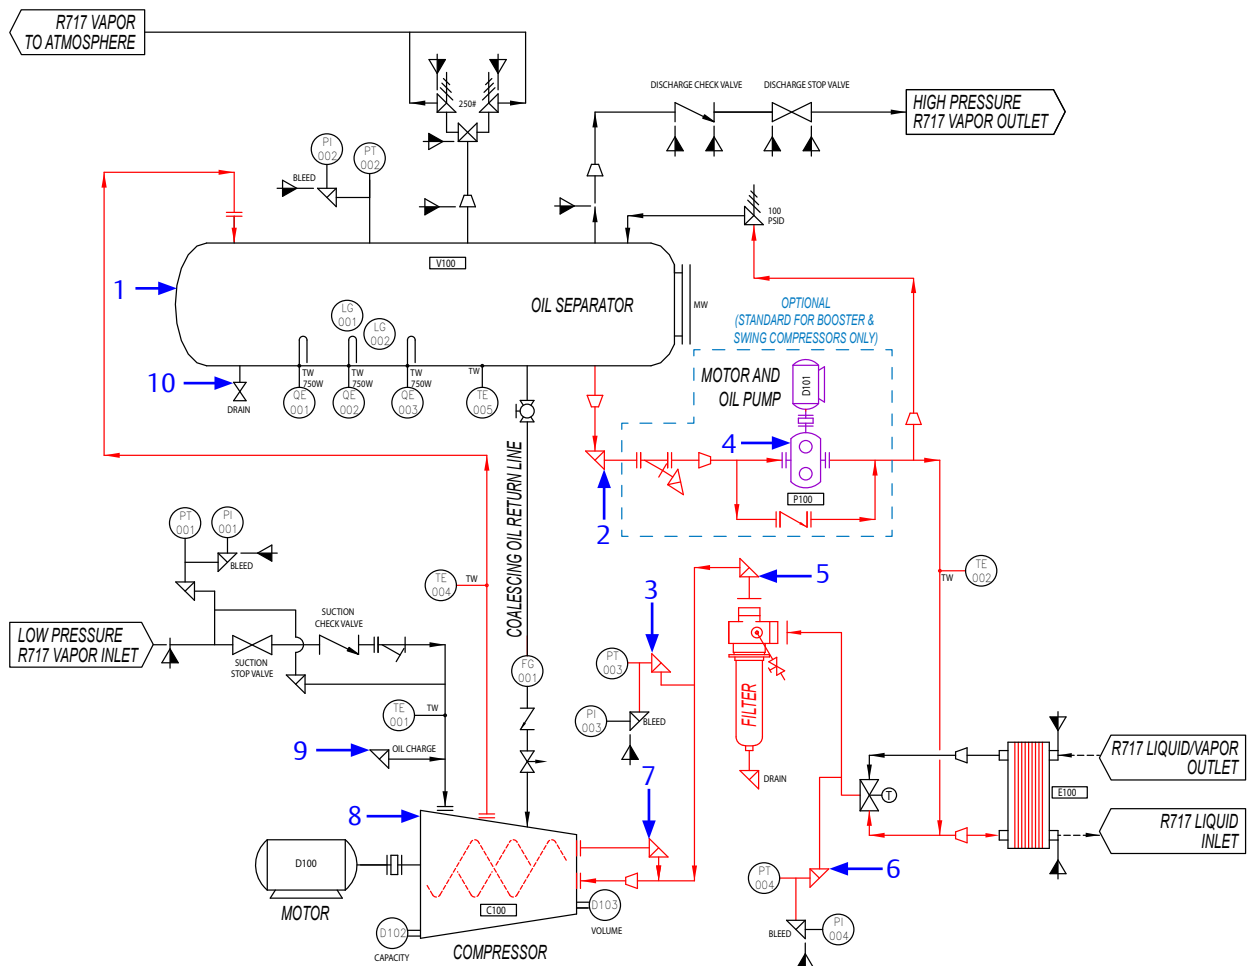 R717 VAPOR
TO ATMOSPHERE
250#
DISCHARGE CHECK VALVE
DISCHARGE STOP VALVE
HIGH PRESSURE
R717 VAPOR OUTLET
PI
002
PT
002
BLEED
100
PSID
V100
1
OIL SEPARATOR
MW
LG
001
LG
002
OPTIONAL
(STANDARD FOR BOOSTER &
SWING COMPRESSORS ONLY)
MOTOR AND
OIL PUMP
D101
TW
750W
TW
750W
TW
750W
TW
10
DRAIN
QE
001
QE
002
QE
003
TE
005
4
P100
2
COALESCING OIL RETURN LINE
PT
001
PI
001
BLEED
TE
004
TW
3
5
TW
TE
002
LOW PRESSURE
R717 VAPOR INLET
SUCTION
CHECK VALVE
SUCTION
STOP VALVE
FG
001
PT
003
PI
003
BLEED
FILTER
DRAIN
TE
001
TW
9
OIL CHARGE
7
R717 LIQUID/VAPOR
OUTLET
T
E100
R717 LIQUID
INLET
8
D100
MOTOR
C100
D103
VOLUME
D102
CAPACITY
COMPRESSOR
6
PT
004
BLEED
PI
004